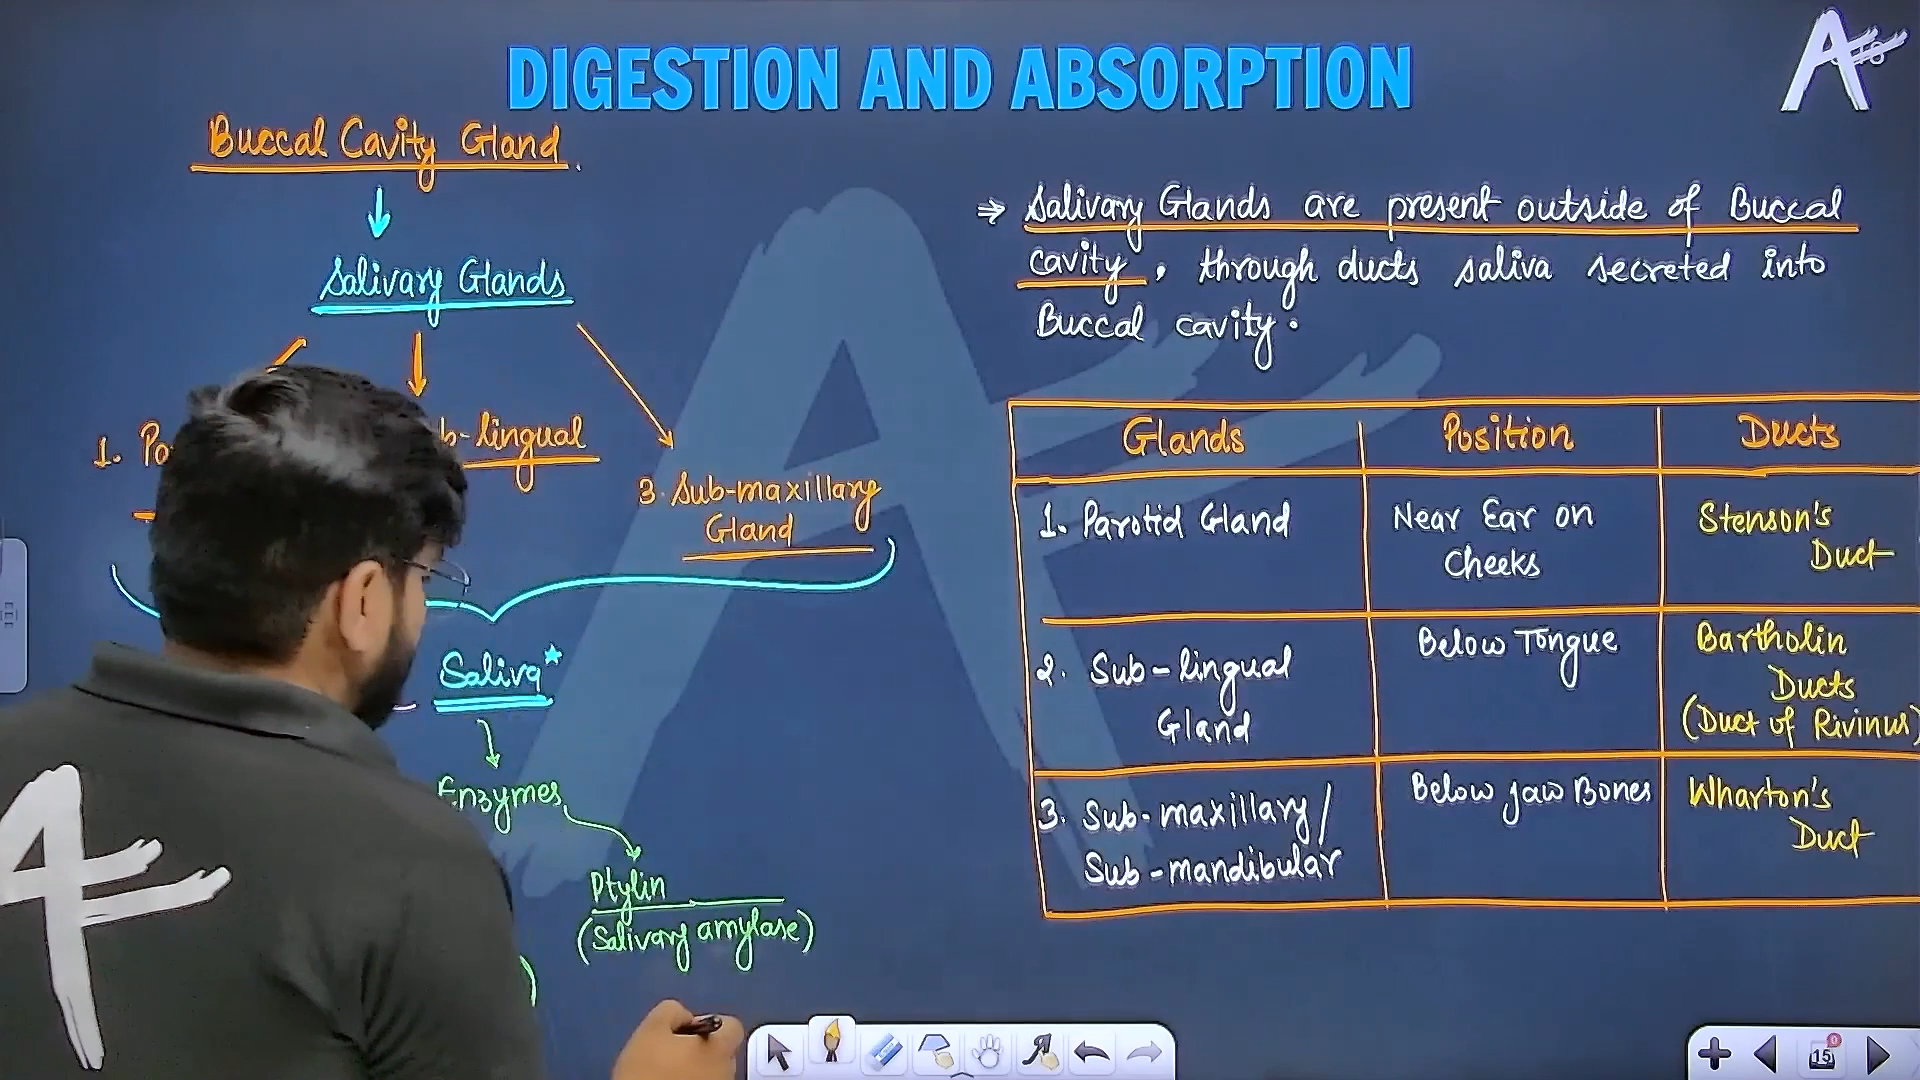 DIGESTION AND ABSORPTION
Buccal Cavity Gland
Salivary Glands
1.
b-lingual
3. Sub-maxillary
Gland
Saliva*
Enzymes
Ptylin
(Salivary amylase)
⇒ Salivary Glands are present outside of Buccal
cavity, through ducts saliva secreted into
Buccal cavity.
Glands Position Ducts
1. Parotid Gland Near Ear on Stenson's
Cheeks Duct
2. Sub-lingual Below Tongue Bartholin
Gland Ducts
(Duct of Rivinus)
3. Sub-maxillary/ Below jaw Bones Wharton's
Sub-mandibular Duct
15